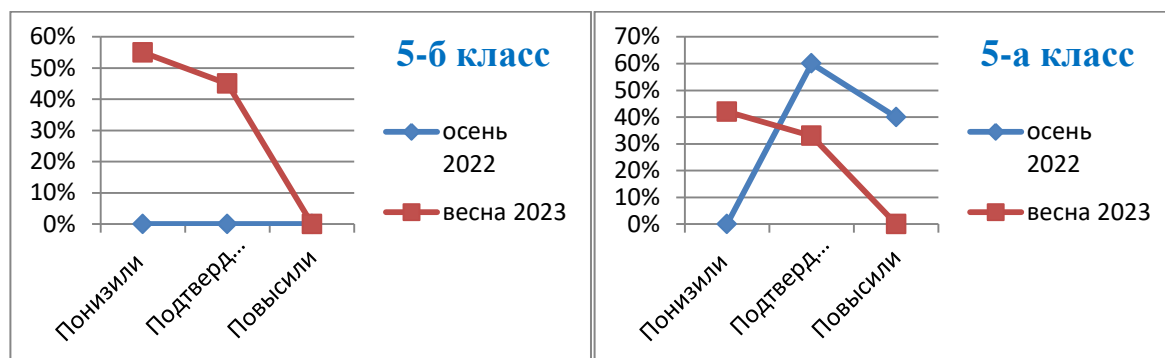 60%
50%
40%
30%
20%
10%
0%
Понизили
Подтверд...
Повысили
5-б класс
осень
2022
весна 2023
70%
60%
50%
40%
30%
20%
10%
0%
Понизили
Подтверд...
Повысили
5-а класс
осень
2022
весна 2023